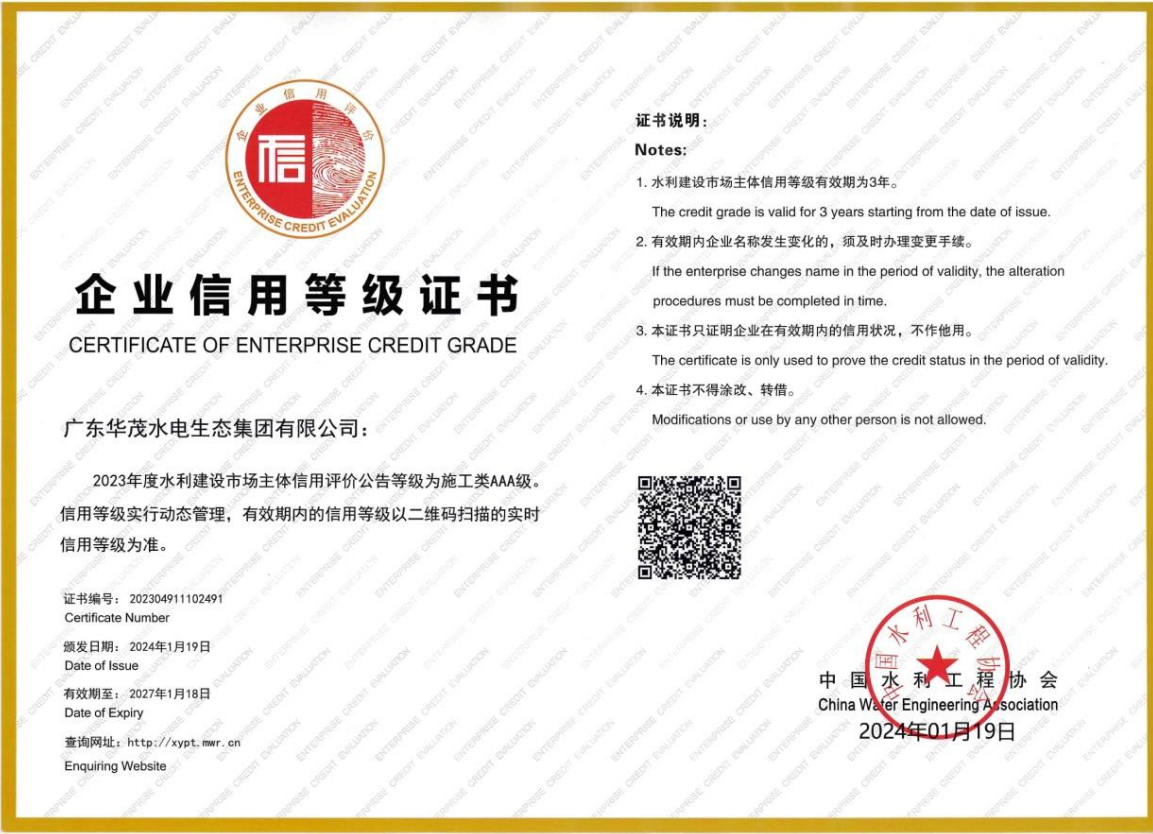 企业信用评价
信
ENTERPRISE CREDIT EVALUATION
企业信用等级证书
CERTIFICATE OF ENTERPRISE CREDIT GRADE
广东华茂水电生态集团有限公司：
2023年度水利建设市场主体信用评价公告等级为施工类AAA级。
信用等级实行动态管理，有效期内的信用等级以二维码扫描的实时
信用等级为准。
证书编号： 202304911102491
Certificate Number
颁发日期： 2024年1月19日
Date of Issue
有效期至： 2027年1月18日
Date of Expiry
查询网址：http://xypt.mwr.cn
Enquiring Website
证书说明：
Notes:
1. 水利建设市场主体信用等级有效期为3年。
The credit grade is valid for 3 years starting from the date of issue.
2. 有效期内企业名称发生变化的，须及时办理变更手续。
If the enterprise changes name in the period of validity, the alteration
procedures must be completed in time.
3. 本证书只证明企业在有效期内的信用状况，不作他用。
The certificate is only used to prove the credit status in the period of validity.
4. 本证书不得涂改、转借。
Modifications or use by any other person is not allowed.
中国水利工程协会
中国水利工程协会
China Water Engineering Association
2024年01月19日